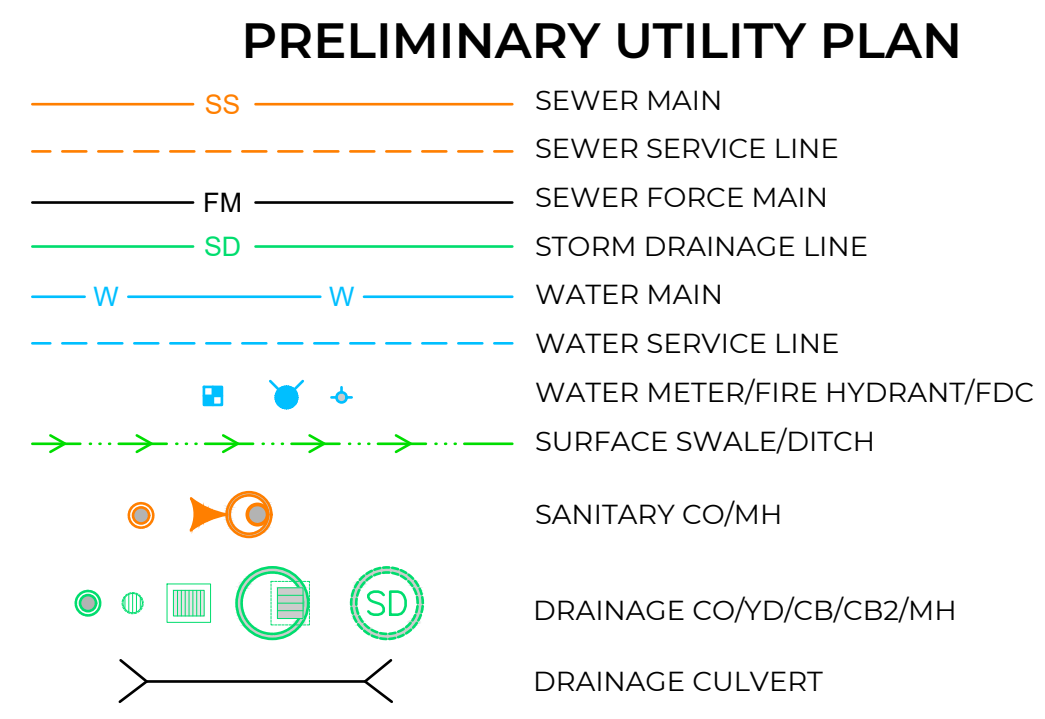 PRELIMINARY UTILITY PLAN
SS SEWER MAIN
SEWER SERVICE LINE
FM SEWER FORCE MAIN
SD STORM DRAINAGE LINE
W W WATER MAIN
WATER SERVICE LINE
WATER METER/FIRE HYDRANT/FDC
SURFACE SWALE/DITCH
SANITARY CO/MH
SD DRAINAGE CO/YD/CB/CB2/MH
DRAINAGE CULVERT